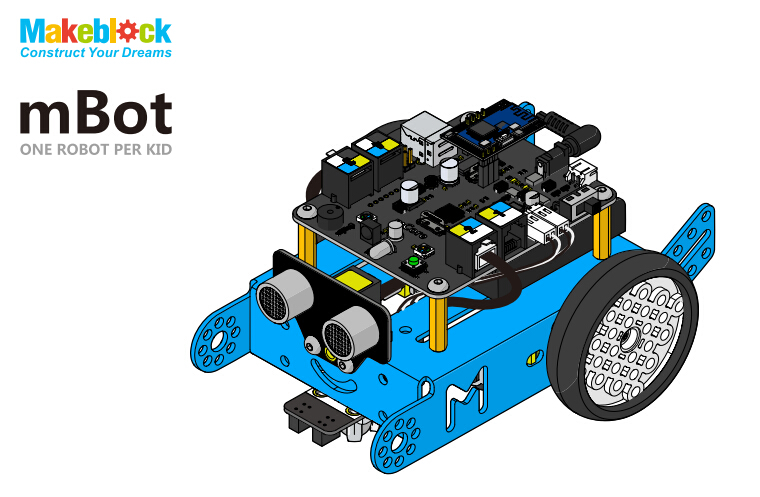 Makeblock
Construct Your Dreams
mBot
ONE ROBOT PER KID
M